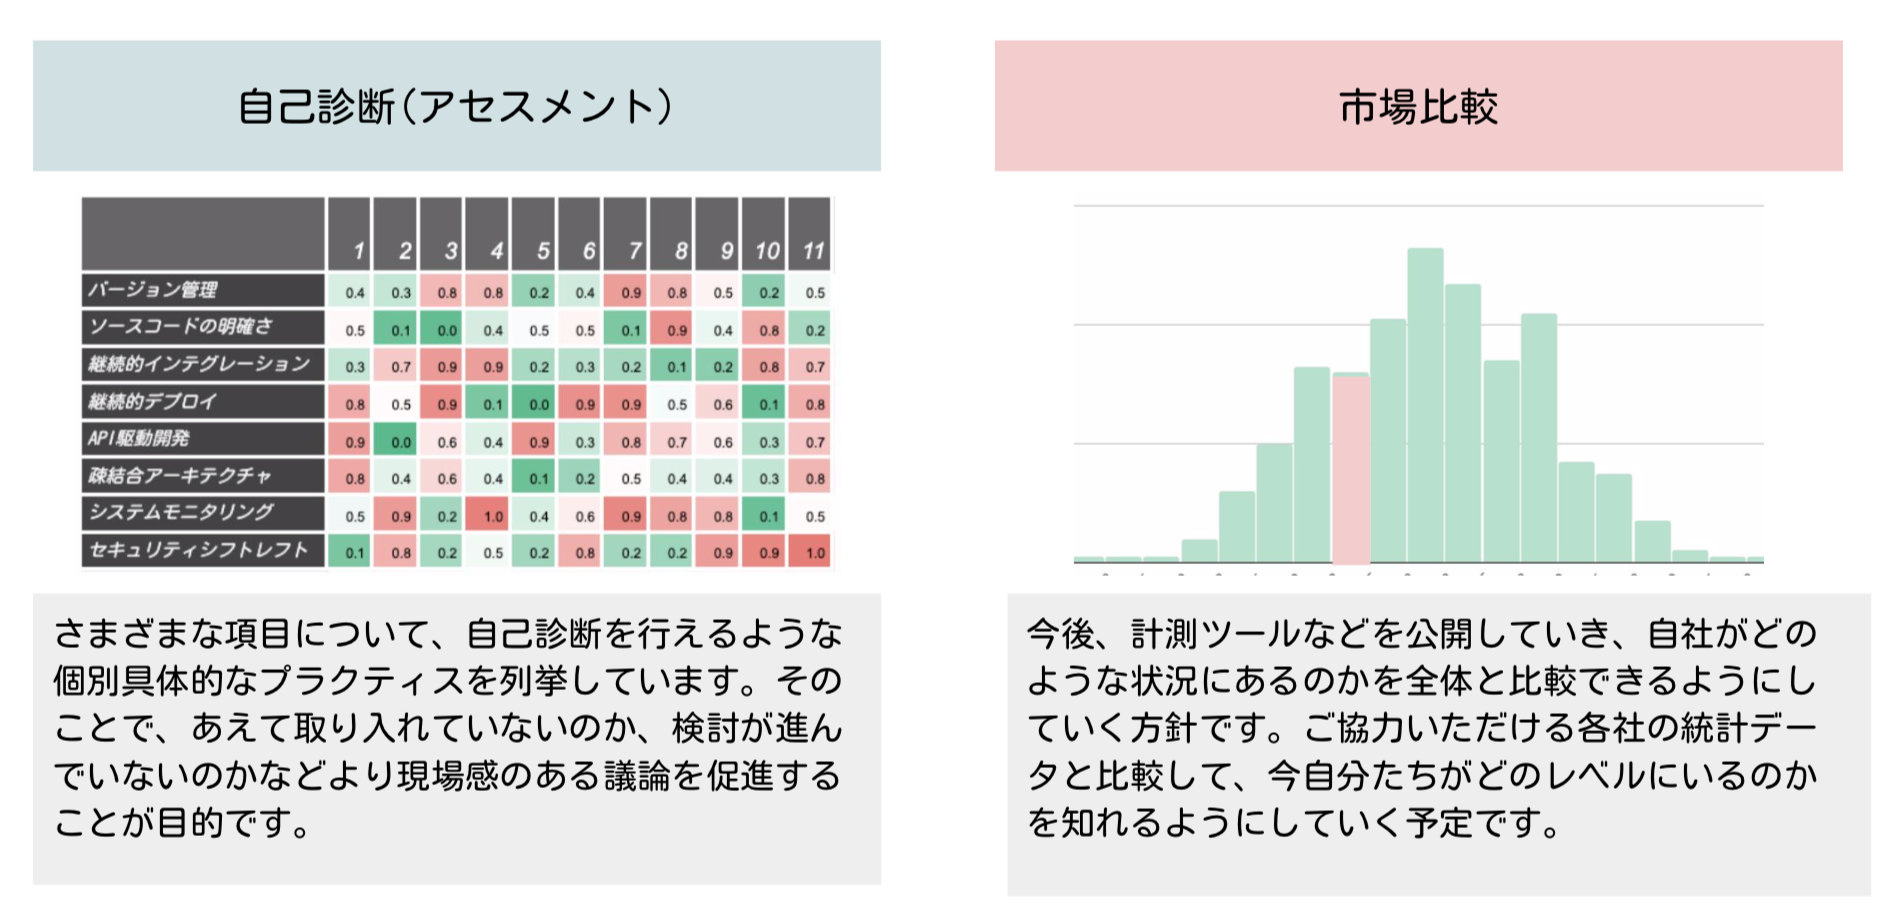 自己診断(アセスメント)
1 2 3 4 5 6 7 8 9 10 11
バージョン管理 0.4 0.3 0.8 0.8 0.2 0.4 0.9 0.8 0.5 0.2 0.5
ソースコードの明確さ 0.5 0.1 0.0 0.4 0.5 0.5 0.1 0.9 0.4 0.8 0.2
継続的インテグレーション 0.3 0.7 0.9 0.9 0.2 0.3 0.2 0.1 0.2 0.8 0.7
継続的デプロイ 0.8 0.5 0.9 0.1 0.0 0.9 0.9 0.5 0.6 0.1 0.8
API駆動開発 0.9 0.0 0.6 0.4 0.9 0.3 0.8 0.7 0.6 0.3 0.7
疎結合アーキテクチャ 0.8 0.4 0.6 0.4 0.1 0.2 0.5 0.4 0.4 0.3 0.8
システムモニタリング 0.5 0.9 0.2 1.0 0.4 0.6 0.9 0.8 0.8 0.1 0.5
セキュリティシフトレフト 0.1 0.8 0.2 0.5 0.2 0.8 0.2 0.2 0.9 0.9 1.0
さまざまな項目について、自己診断を行えるような
個別具体的なプラクティスを列挙しています。その
ことで、あえて取り入れていないのか、検討が進ん
でいないのかなどより現場感のある議論を促進する
ことが目的です。
市場比較
今後、計測ツールなどを公開していき、自社がどの
ような状況にあるのかを全体と比較できるようにし
ていく方針です。ご協力いただける各社の統計デー
タと比較して、今自分たちがどのレベルにいるのか
を知れるようにしていく予定です。